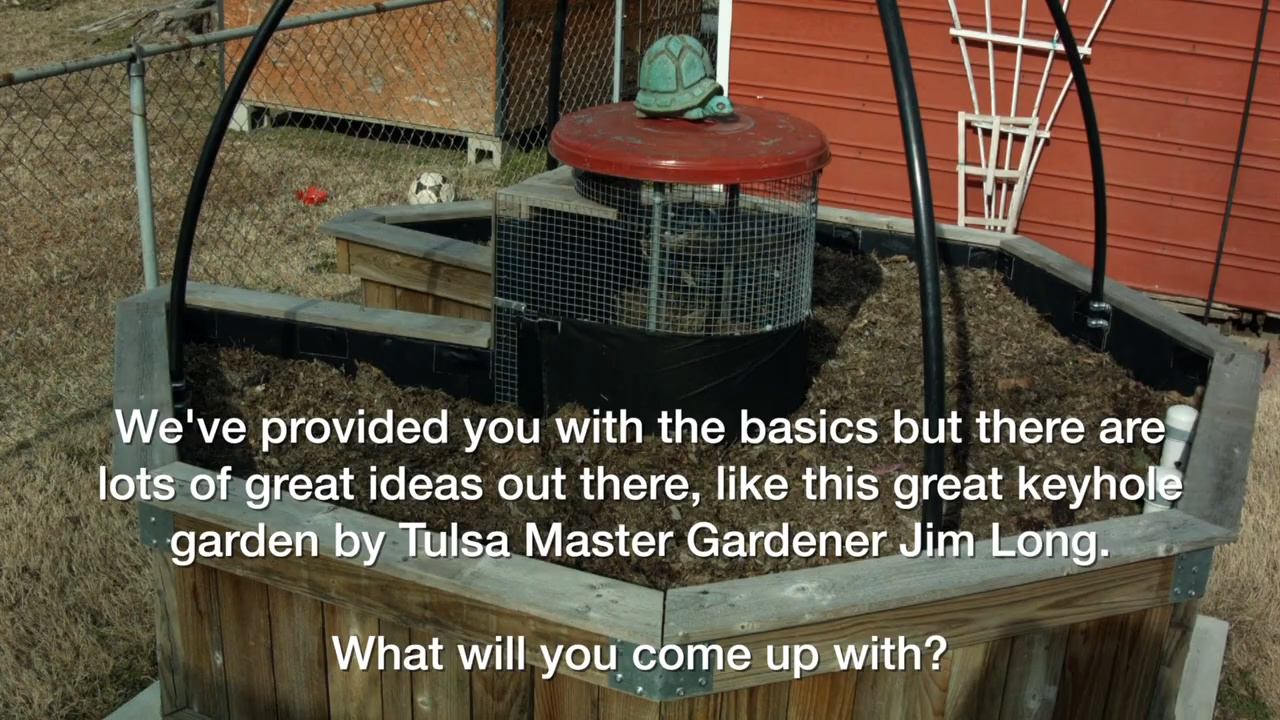 We've provided you with the basics but there are
lots of great ideas out there, like this great keyhole
garden by Tulsa Master Gardener Jim Long.
What will you come up with?